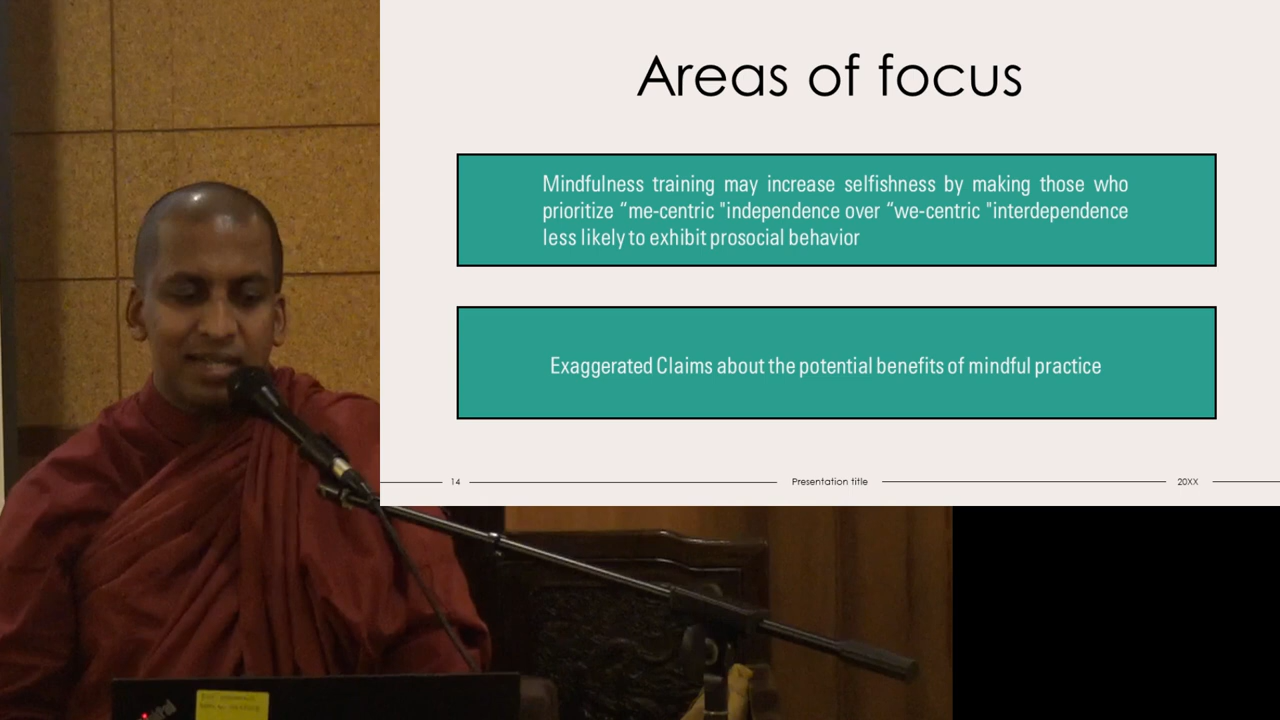 Areas of focus
Mindfulness training may increase selfishness by making those who
prioritize “me-centric "independence over “we-centric "interdependence
less likely to exhibit prosocial behavior
Exaggerated Claims about the potential benefits of mindful practice
14
Presentation title
20XX